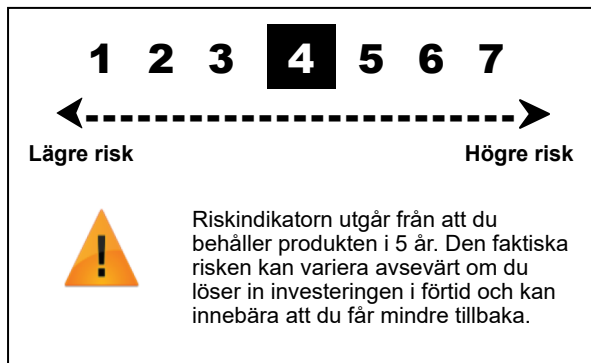 1 2 3 4 5 6 7
Lägre risk Högre risk
!
Riskindikatorn utgår från att du
behåller produkten i 5 år. Den faktiska
risken kan variera avsevärt om du
löser in investeringen i förtid och kan
innebära att du får mindre tillbaka.